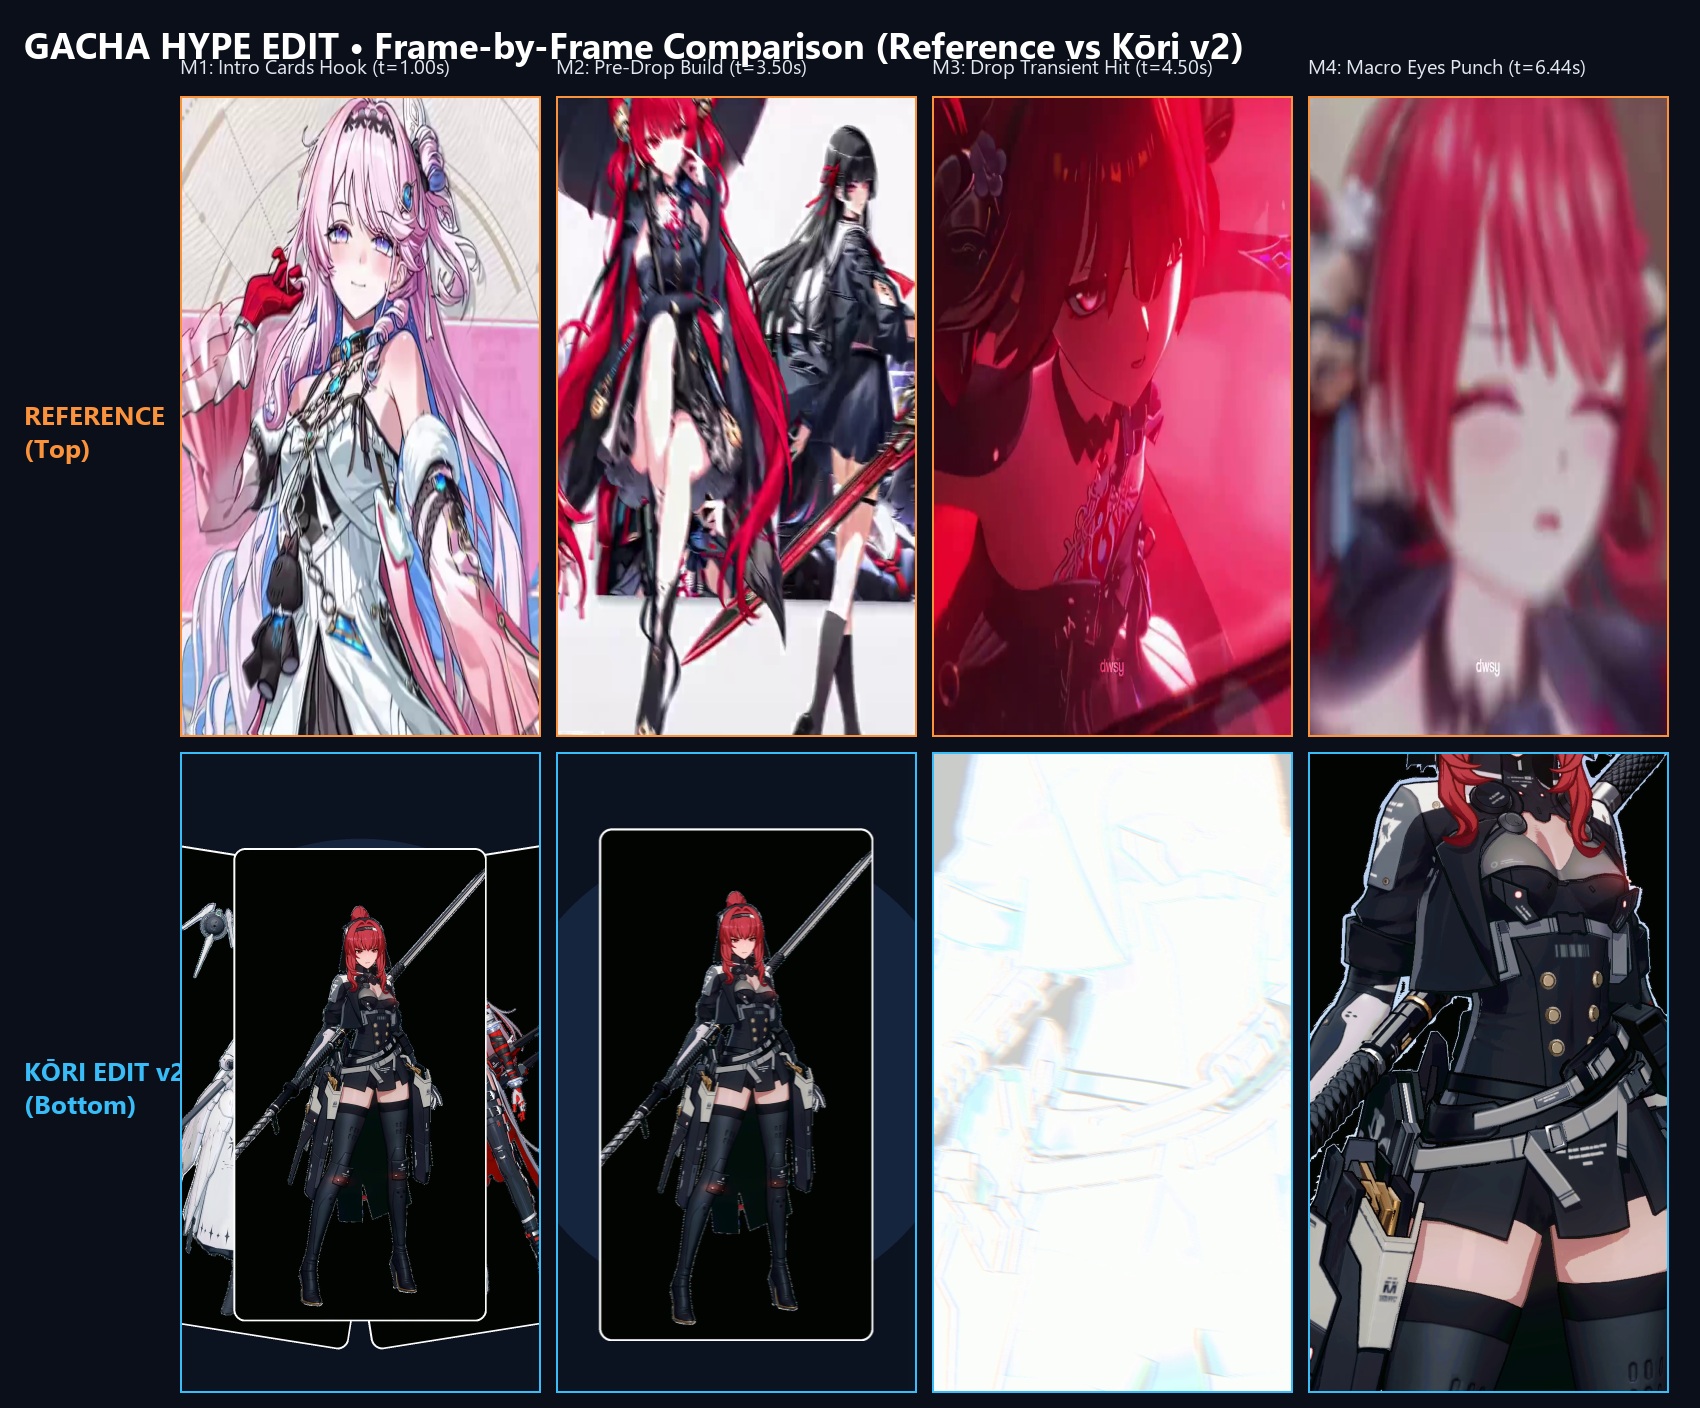 GACHA HYPE EDIT • Frame-by-Frame Comparison (Reference vs Kōri v2)
M1: Intro Cards Hook (t=1.00s)
M2: Pre-Drop Build (t=3.50s)
M3: Drop Transient Hit (t=4.50s)
M4: Macro Eyes Punch (t=6.44s)
REFERENCE
(Top)
dwsy
dwsy
KŌRI EDIT v2
(Bottom)
M